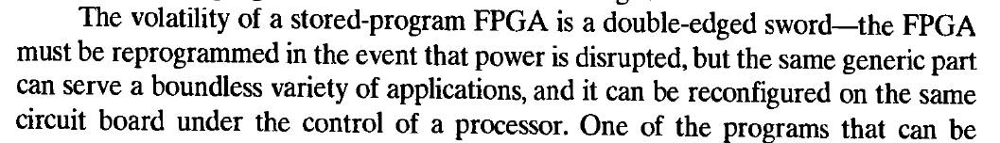 The volatility of a stored-program FPGA is a double-edged sword—the FPGA
must be reprogrammed in the event that power is disrupted, but the same generic part
can serve a boundless variety of applications, and it can be reconfigured on the same
circuit board under the control of a processor. One of the programs that can be